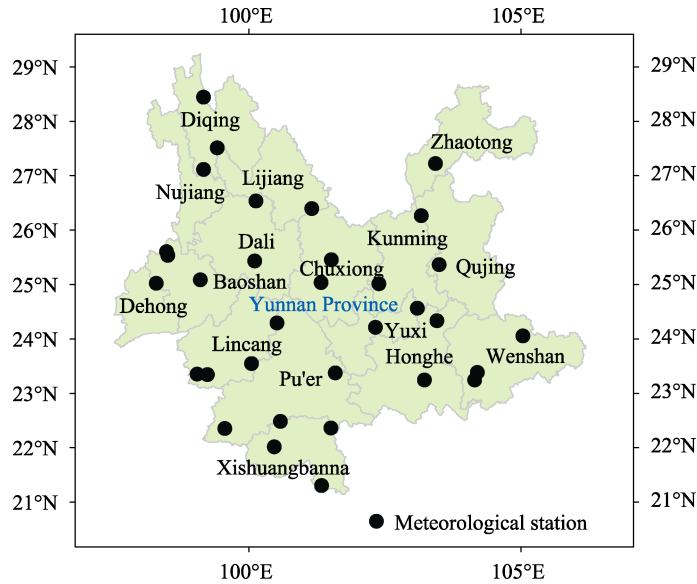 100°E 105°E
29°N 29°N
28°N 28°N
Diqing
Zhaotong
27°N 27°N
Nujiang Lijiang
26°N 26°N
Dali Kunming
25°N 25°N
Baoshan Chuxiong Qujing
Dehong Yunnan Province
24°N 24°N
Lincang Yuxi
Honghe Wenshan
Pu'er
23°N 23°N
22°N 22°N
Xishuangbanna
21°N 21°N
Meteorological station
100°E 105°E